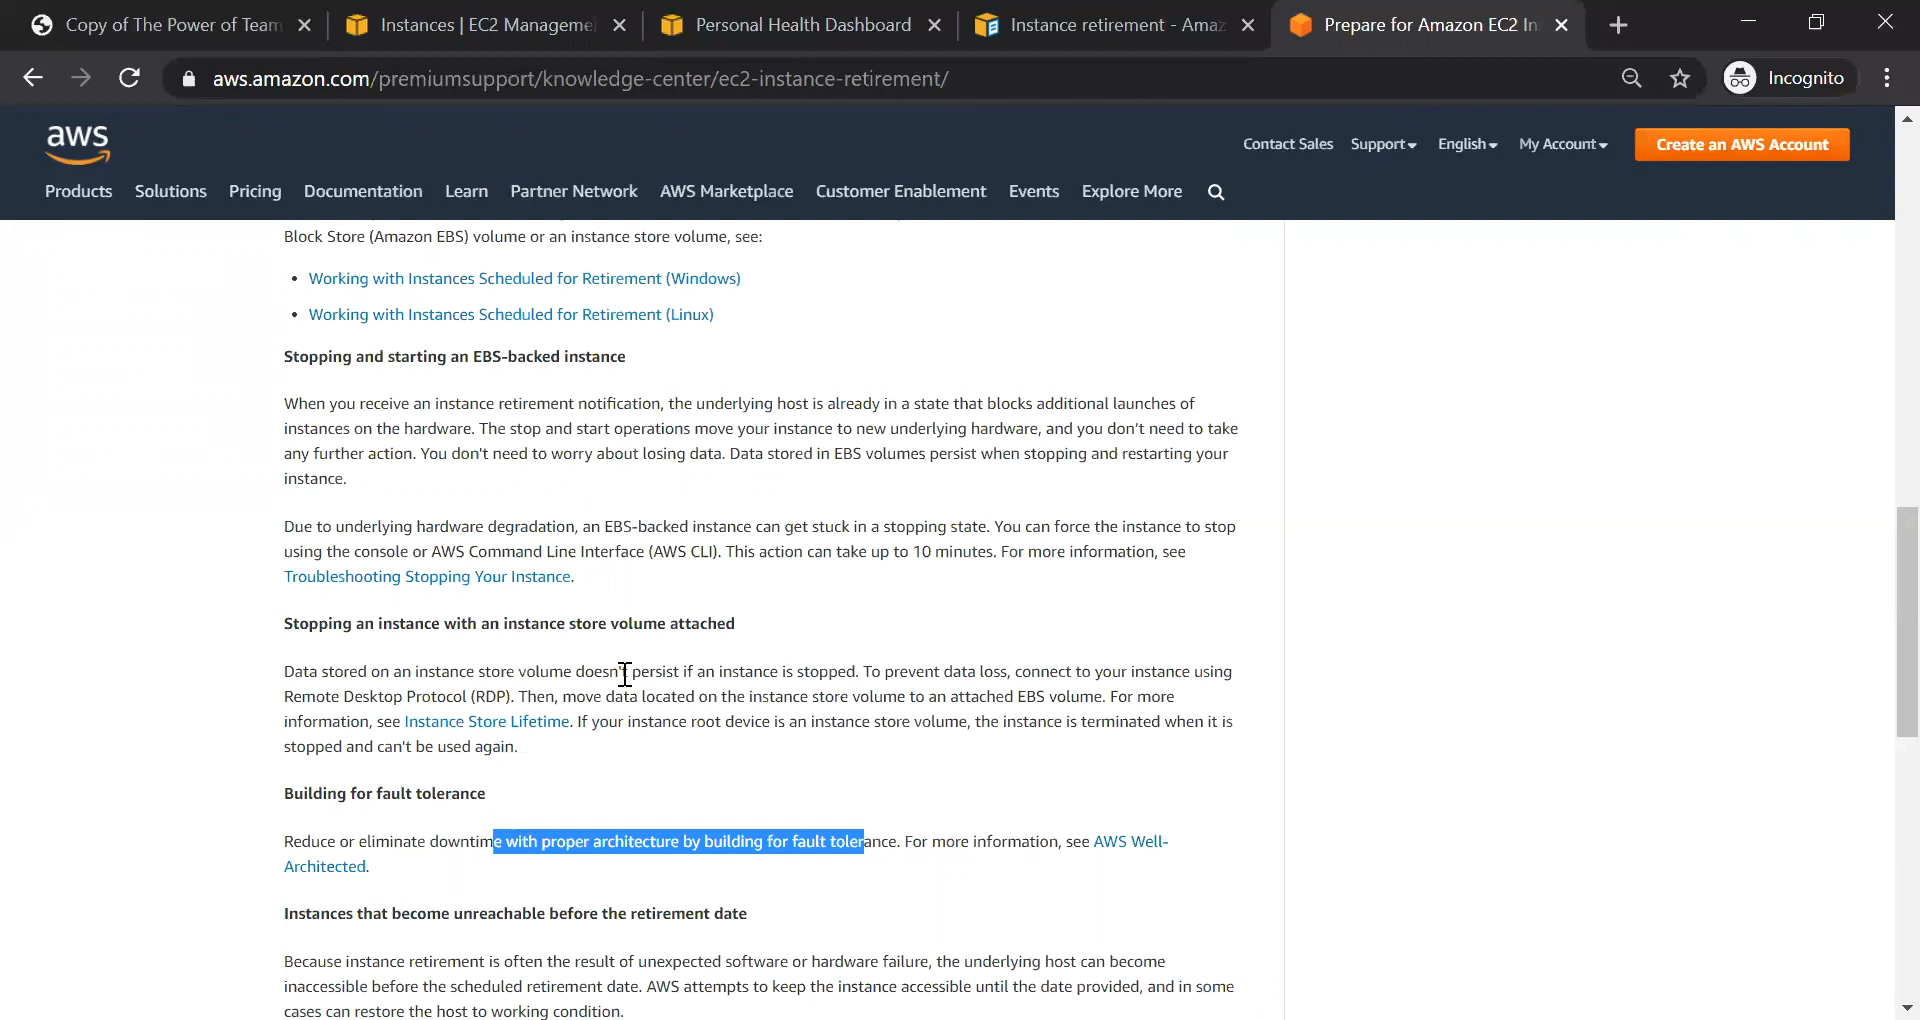 Copy of The Power of Team
Instances | EC2 Manageme
Personal Health Dashboard
Instance retirement - Amaz
Prepare for Amazon EC2 In
aws.amazon.com/premiumsupport/knowledge-center/ec2-instance-retirement/
Incognito
aws
Contact Sales Support English My Account Create an AWS Account
Products Solutions Pricing Documentation Learn Partner Network AWS Marketplace Customer Enablement Events Explore More
Block Store (Amazon EBS) volume or an instance store volume, see:
• Working with Instances Scheduled for Retirement (Windows)
• Working with Instances Scheduled for Retirement (Linux)
Stopping and starting an EBS-backed instance
When you receive an instance retirement notification, the underlying host is already in a state that blocks additional launches of
instances on the hardware. The stop and start operations move your instance to new underlying hardware, and you don't need to take
any further action. You don't need to worry about losing data. Data stored in EBS volumes persist when stopping and restarting your
instance.
Due to underlying hardware degradation, an EBS-backed instance can get stuck in a stopping state. You can force the instance to stop
using the console or AWS Command Line Interface (AWS CLI). This action can take up to 10 minutes. For more information, see
Troubleshooting Stopping Your Instance.
Stopping an instance with an instance store volume attached
Data stored on an instance store volume doesn't persist if an instance is stopped. To prevent data loss, connect to your instance using
Remote Desktop Protocol (RDP). Then, move data located on the instance store volume to an attached EBS volume. For more
information, see Instance Store Lifetime. If your instance root device is an instance store volume, the instance is terminated when it is
stopped and can't be used again.
Building for fault tolerance
Reduce or eliminate downtime with proper architecture by building for fault tolerance. For more information, see AWS Well-
Architected.
Instances that become unreachable before the retirement date
Because instance retirement is often the result of unexpected software or hardware failure, the underlying host can become
inaccessible before the scheduled retirement date. AWS attempts to keep the instance accessible until the date provided, and in some
cases can restore the host to working condition.